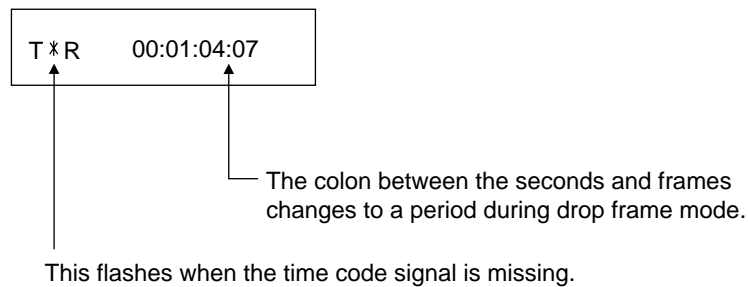 T*R 00:01:04:07
The colon between the seconds and frames
changes to a period during drop frame mode.
This flashes when the time code signal is missing.